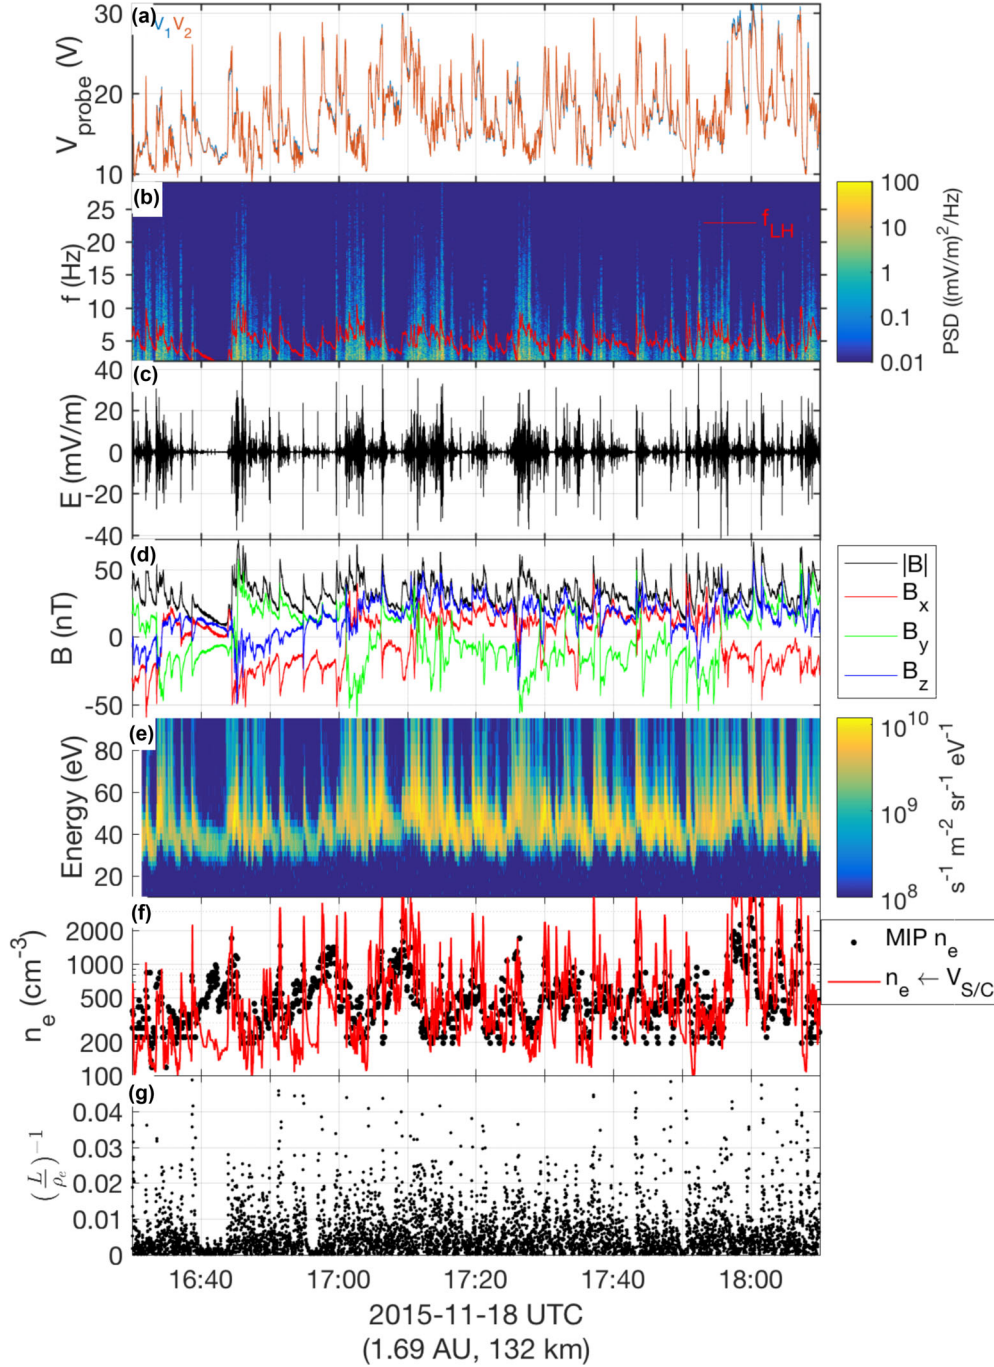 (a)
V1 V2
30
20
10
Vprobe (V)
(b)
25
20
15
10
5
f (Hz)
fLH
100
10
1
0.1
0.01
PSD ((mV/m)²/Hz)
(c)
40
20
0
-20
-40
E (mV/m)
(d)
50
0
-50
B (nT)
|B|
Bx
By
Bz
(e)
80
60
40
20
Energy (eV)
10¹⁰
10⁹
10⁸
s⁻¹ m⁻² sr⁻¹ eV⁻¹
(f)
2000
1000
500
200
100
ne (cm⁻³)
MIP ne
ne ← VS/C
(g)
0.04
0.03
0.02
0.01
0
(L/ρe)⁻¹
16:40 17:00 17:20 17:40 18:00
2015-11-18 UTC
(1.69 AU, 132 km)